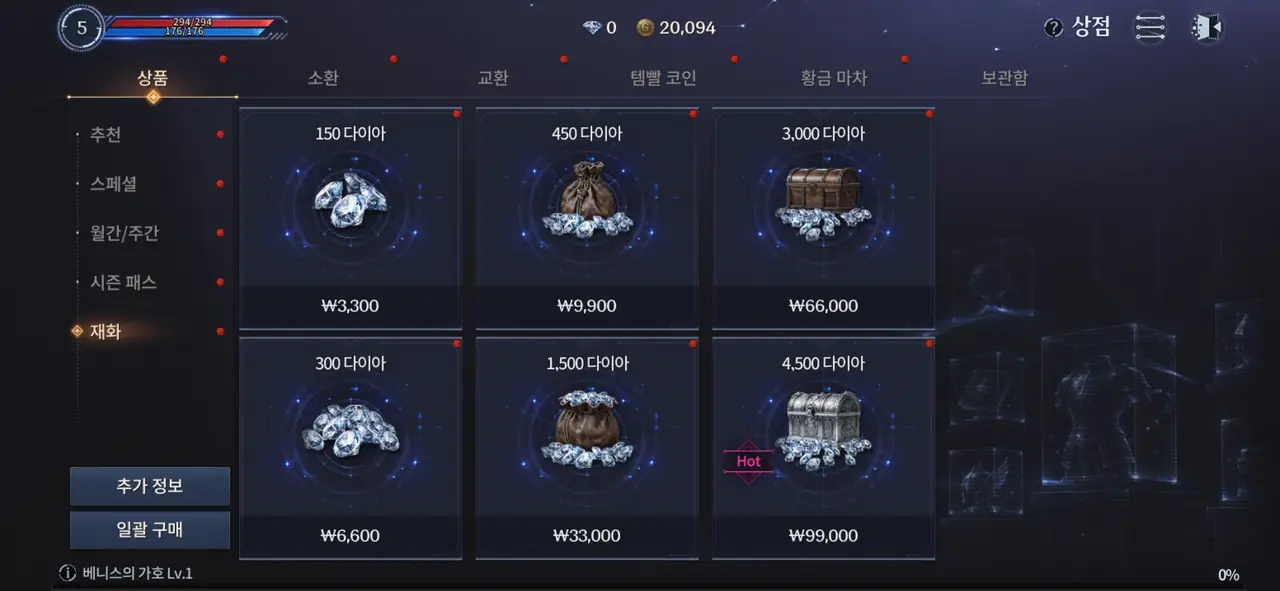 5
294/294
176/176
0
20,094
? 상점
상품
소환
교환
템빨 코인
황금 마차
보관함
추천
스페셜
월간/주간
시즌 패스
재화
150 다이아
₩3,300
450 다이아
₩9,900
3,000 다이아
₩66,000
300 다이아
₩6,600
1,500 다이아
₩33,000
4,500 다이아
Hot
₩99,000
추가 정보
일괄 구매
베니스의 가호 Lv.1
0%